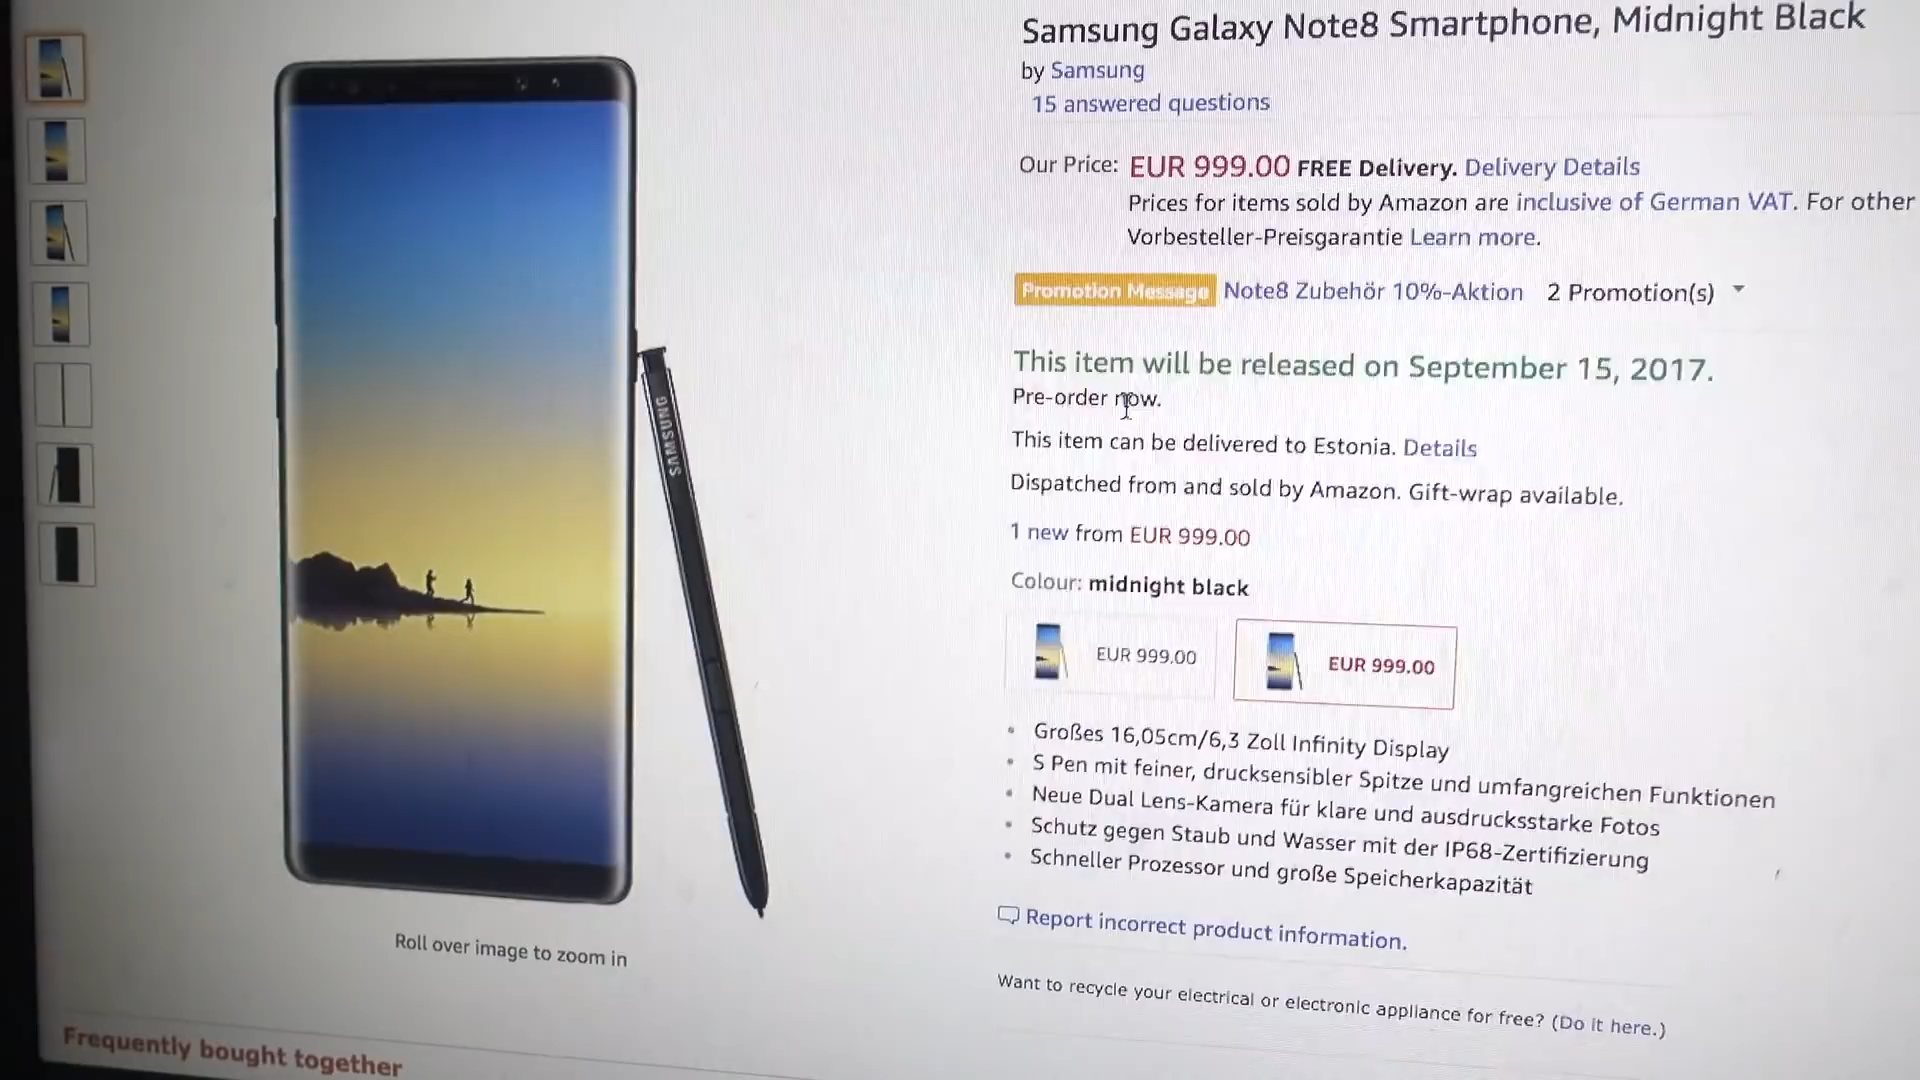 Samsung Galaxy Note8 Smartphone, Midnight Black
by Samsung
15 answered questions
Our Price: EUR 999.00 FREE Delivery. Delivery Details
Prices for items sold by Amazon are inclusive of German VAT. For other
Vorbesteller-Preisgarantie Learn more.
Promotion Message Note8 Zubehör 10%-Aktion 2 Promotion(s)
This item will be released on September 15, 2017.
Pre-order now.
This item can be delivered to Estonia. Details
Dispatched from and sold by Amazon. Gift-wrap available.
1 new from EUR 999.00
Colour: midnight black
EUR 999.00 EUR 999.00
• Großes 16,05cm/6,3 Zoll Infinity Display
• S Pen mit feiner, drucksensibler Spitze und umfangreichen Funktionen
• Neue Dual Lens-Kamera für klare und ausdrucksstarke Fotos
• Schutz gegen Staub und Wasser mit der IP68-Zertifizierung
• Schneller Prozessor und große Speicherkapazität
Report incorrect product information.
Want to recycle your electrical or electronic appliance for free? (Do it here.)
SAMSUNG
Roll over image to zoom in
Frequently bought together